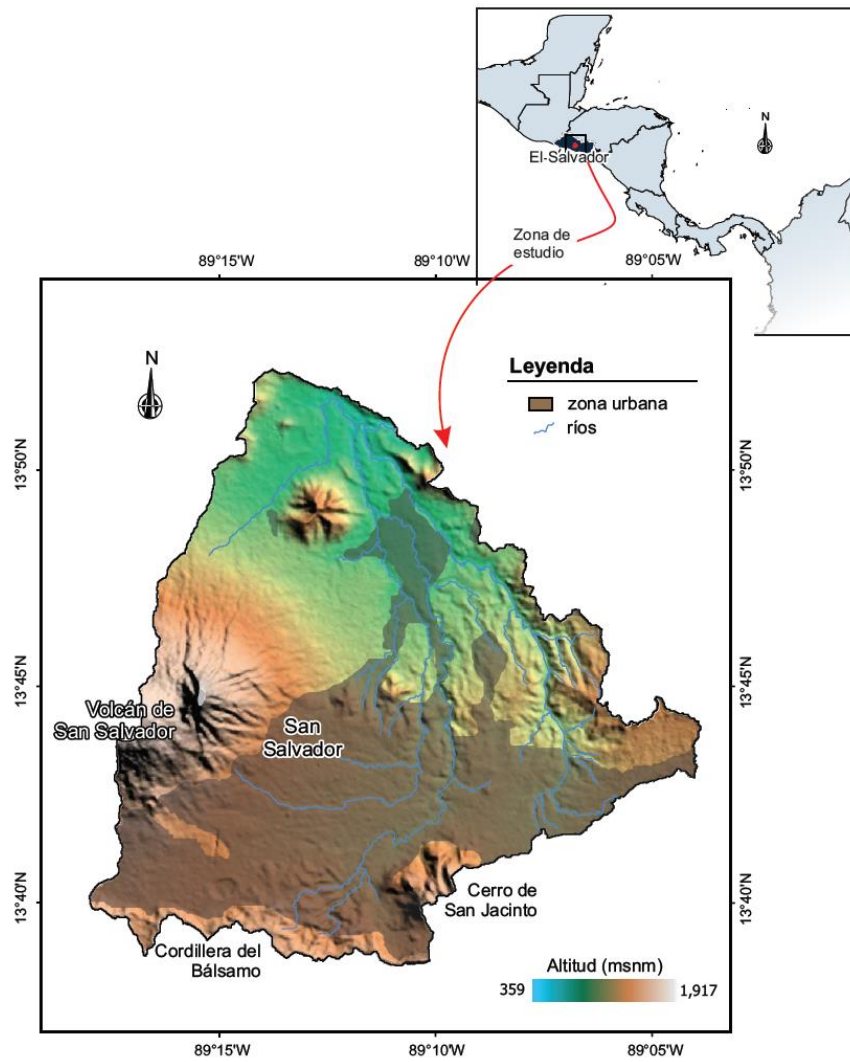 N
El-Salvador
Zona de
estudio
89°15'W
89°10'W
89°05'W
N
Leyenda
zona urbana
ríos
13°50'N
13°50'N
13°45'N
13°45'N
Volcán de
San Salvador
San
Salvador
13°40'N
13°40'N
Cerro de
San Jacinto
Cordillera del
Bálsamo
Altitud (msnm)
359
1,917
89°15'W
89°10'W
89°05'W